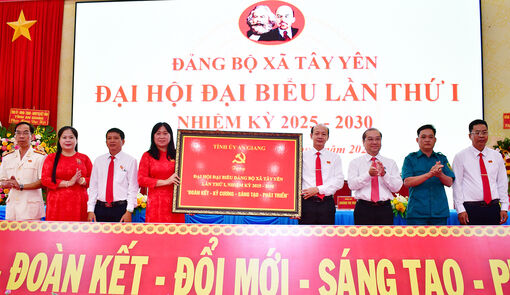 ĐẢNG BỘ XÃ TÂY YÊN
ĐẠI HỘI ĐẠI BIỂU LẦN THỨ I
NHIỆM KỲ 2025 - 2030
TỈNH ỦY AN GIANG
ĐẠI HỘI ĐẠI BIỂU ĐẢNG BỘ XÃ TÂY YÊN
LẦN THỨ I, NHIỆM KỲ 2025 - 2030
"ĐOÀN KẾT - KỶ CƯƠNG - SÁNG TẠO - PHÁT TRIỂN"
- ĐOÀN KẾT - ĐỔI MỚI - SÁNG TẠO - P